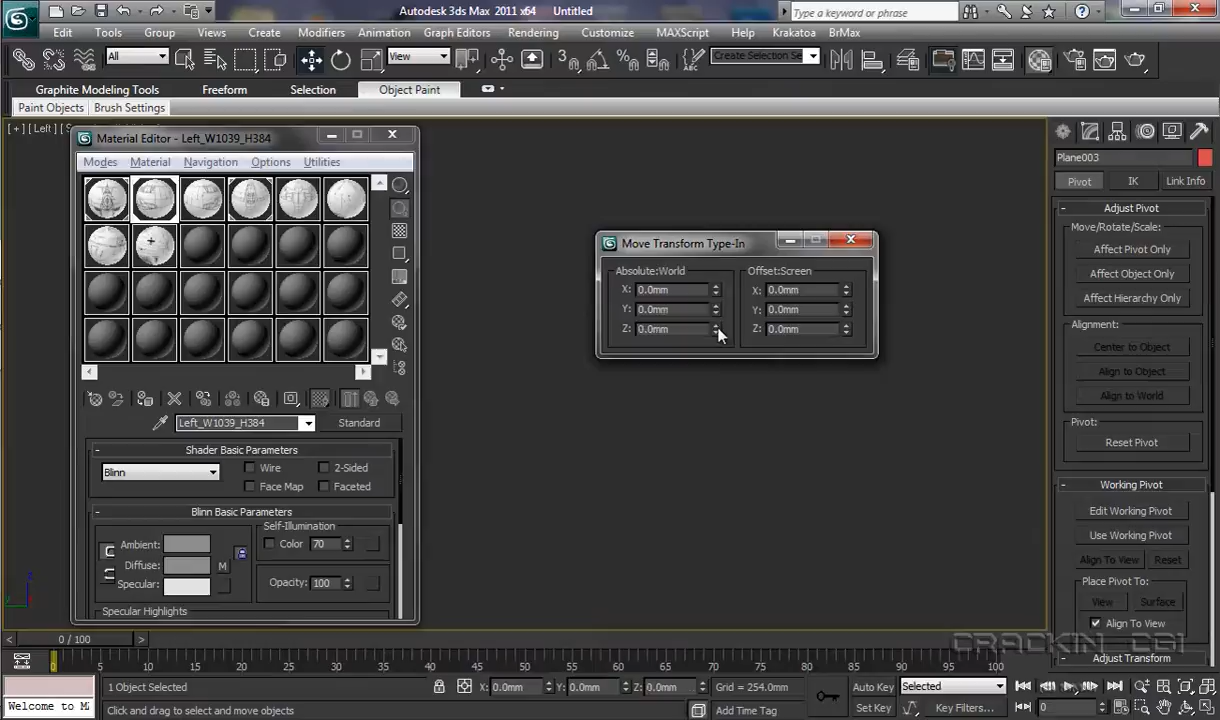 Autodesk 3ds Max 2011 x64 Untitled
Type a keyword or phrase
Edit Tools Group Views Create Modifiers Animation Graph Editors Rendering Customize MAXScript Help Krakatoa BrMax
All View Create Selection Se
Graphite Modeling Tools Freeform Selection Object Paint
Paint Objects Brush Settings
[ + ] [ Left ]
Material Editor - Left_W1039_H384
Modes Material Navigation Options Utilities
Left_W1039_H384 Standard
Shader Basic Parameters
Blinn Wire 2-Sided
Face Map Faceted
Blinn Basic Parameters
Self-Illumination
Ambient: Color 70
Diffuse: M
Specular: Opacity: 100
Specular Highlights
Move Transform Type-In
Absolute:World Offset:Screen
X: 0.0mm X: 0.0mm
Y: 0.0mm Y: 0.0mm
Z: 0.0mm Z: 0.0mm
Plane003
Pivot IK Link Info
Adjust Pivot
Move/Rotate/Scale:
Affect Pivot Only
Affect Object Only
Affect Hierarchy Only
Alignment:
Center to Object
Align to Object
Align to World
Pivot:
Reset Pivot
Working Pivot
Edit Working Pivot
Use Working Pivot
Align To View Reset
Place Pivot To:
View Surface
Align To View
CRACKIN_CGI
Adjust Transform
0 / 100
0 5 10 15 20 25 30 35 40 45 50 55 60 65 70 75 80 85 90 95 100
1 Object Selected X: 0.0mm Y: 0.0mm Z: 0.0mm Grid = 254.0mm Auto Key Selected
Welcome to M Click and drag to select and move objects Add Time Tag Set Key Key Filters... 0